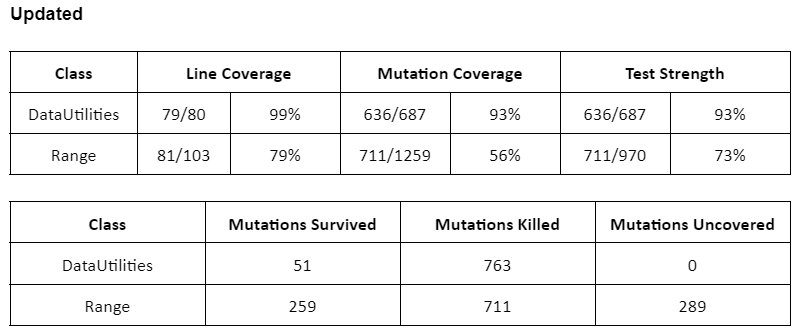 Updated
Class Line Coverage Mutation Coverage Test Strength
DataUtilities 79/80 99% 636/687 93% 636/687 93%
Range 81/103 79% 711/1259 56% 711/970 73%
Class Mutations Survived Mutations Killed Mutations Uncovered
DataUtilities 51 763 0
Range 259 711 289